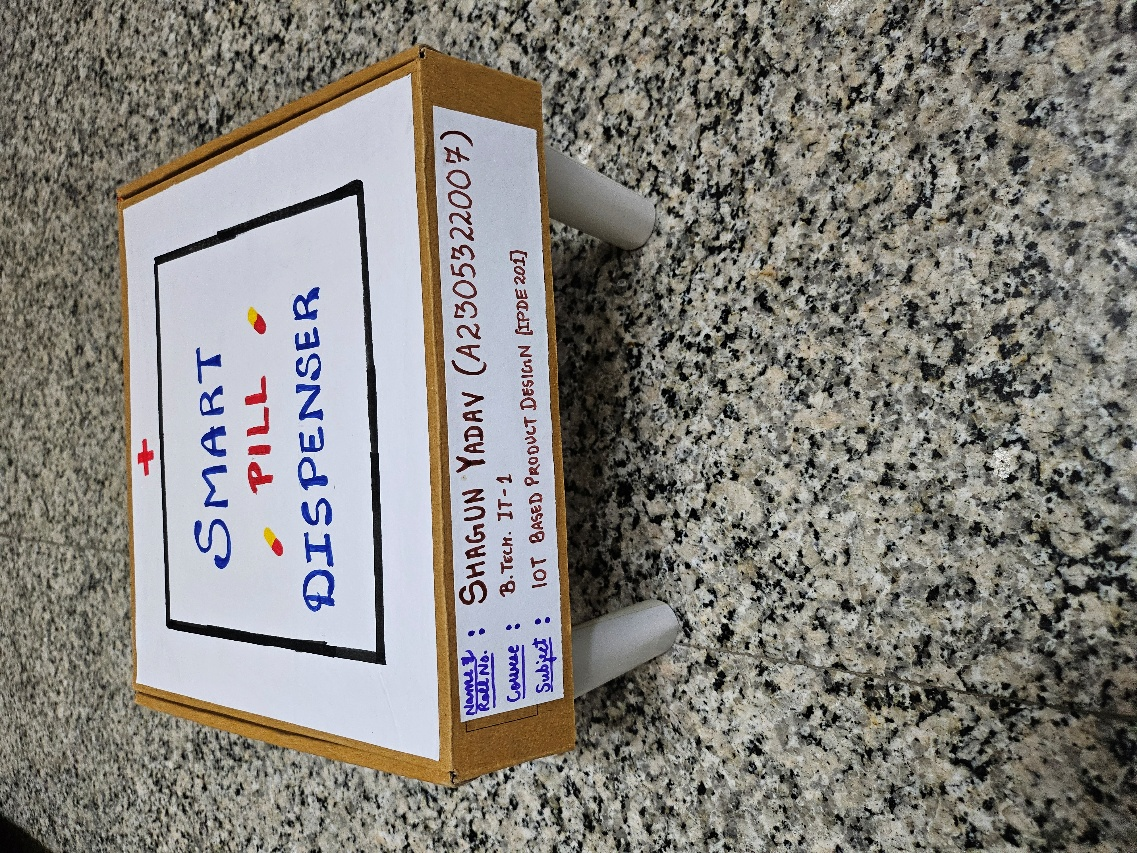 +
SMART
PILL
DISPENSER
Name & Roll No. : SHAGUN YADAV (A2305322007)
Course : B.TECH. IT-1
Subject : IOT BASED PRODUCT DESIGN [IPDE 201]